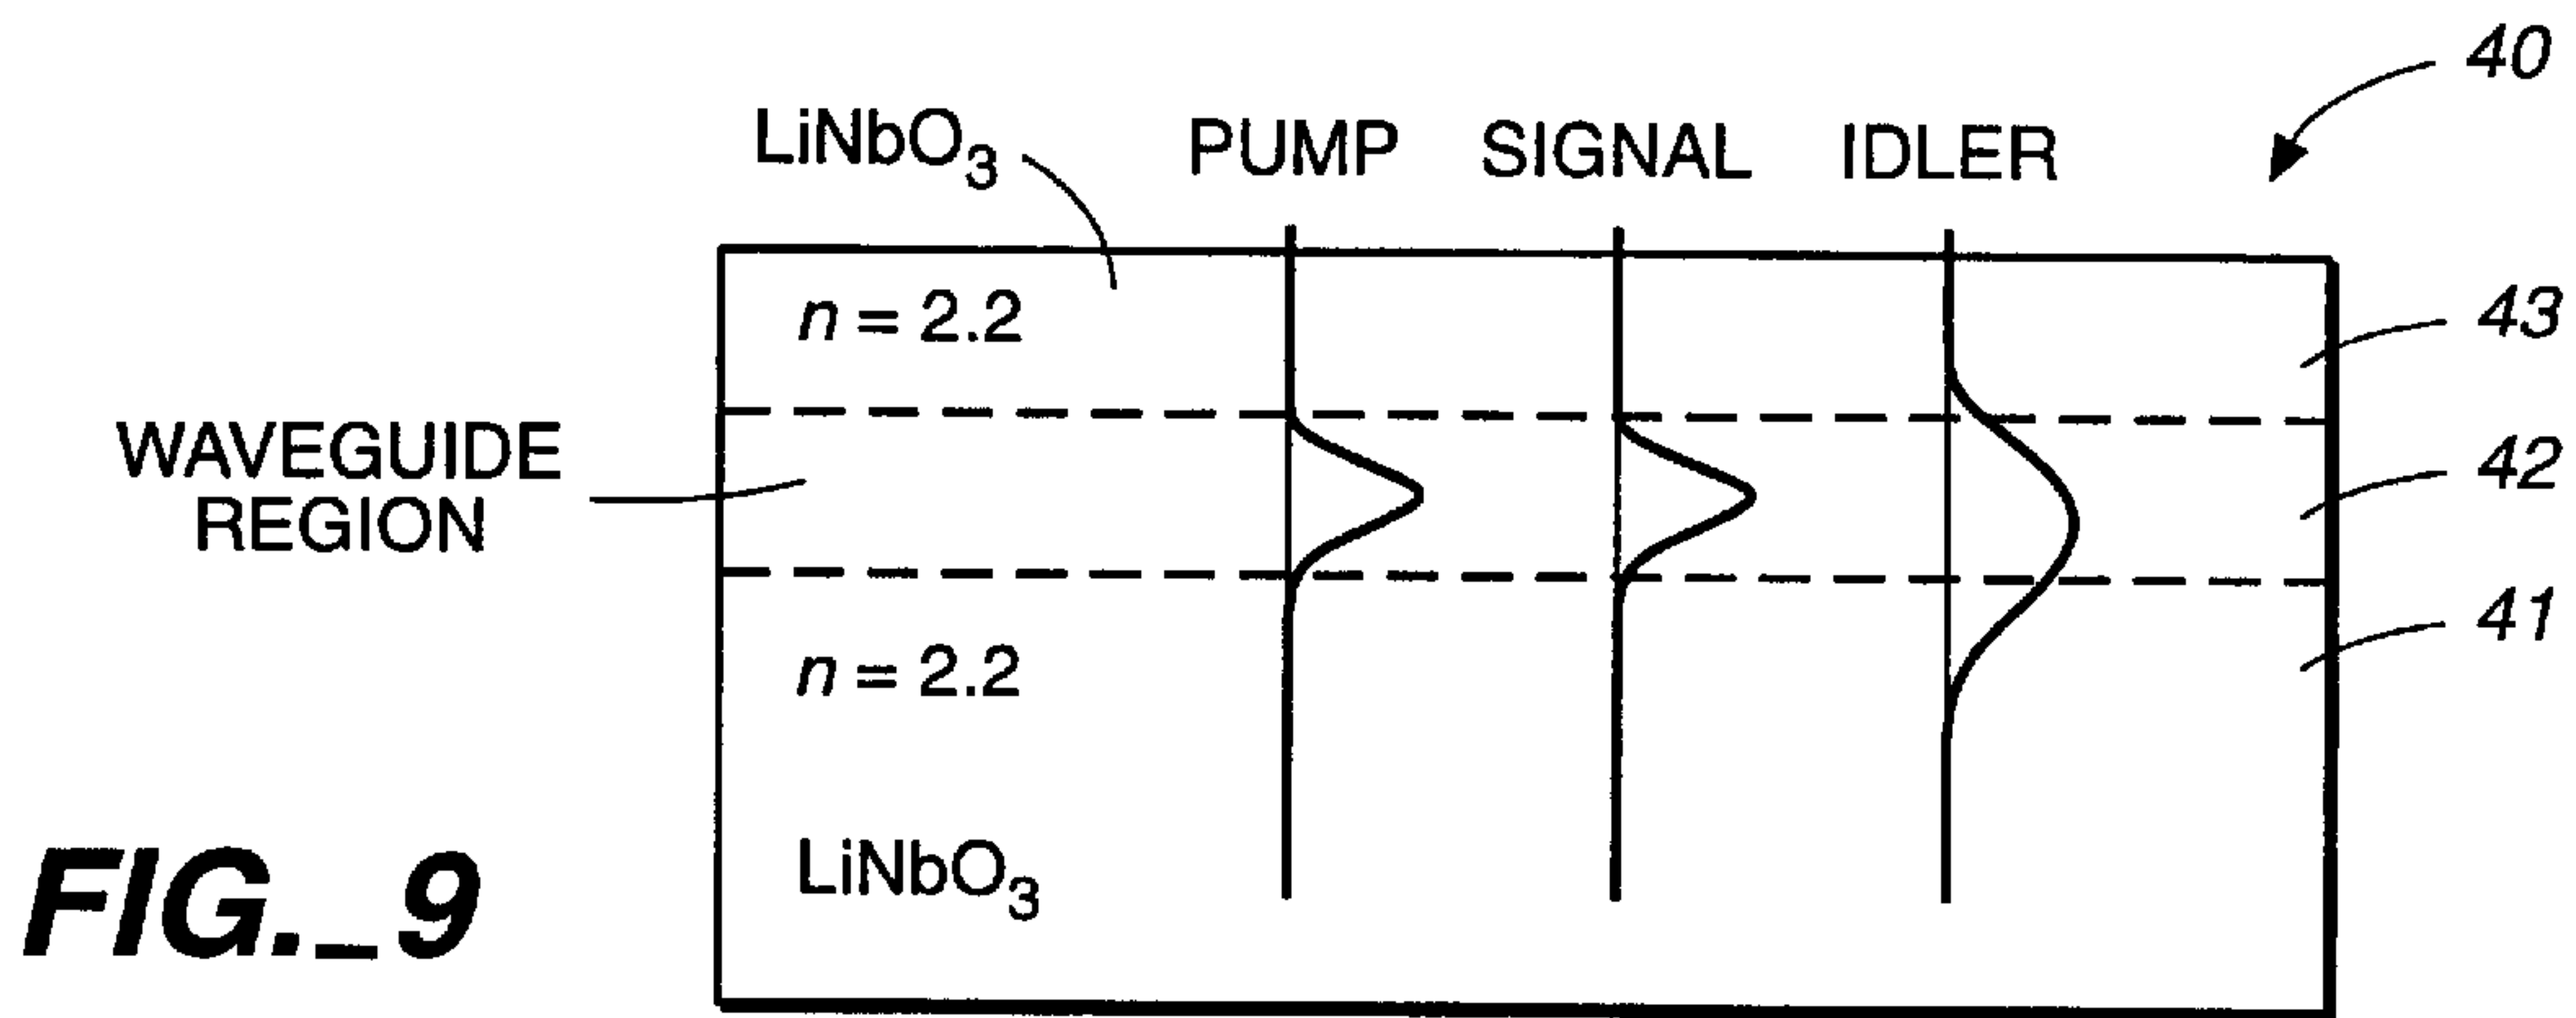 40
LiNbO3 PUMP SIGNAL IDLER
n = 2.2
43
WAVEGUIDE
REGION
42
41
n = 2.2
LiNbO3
FIG._9